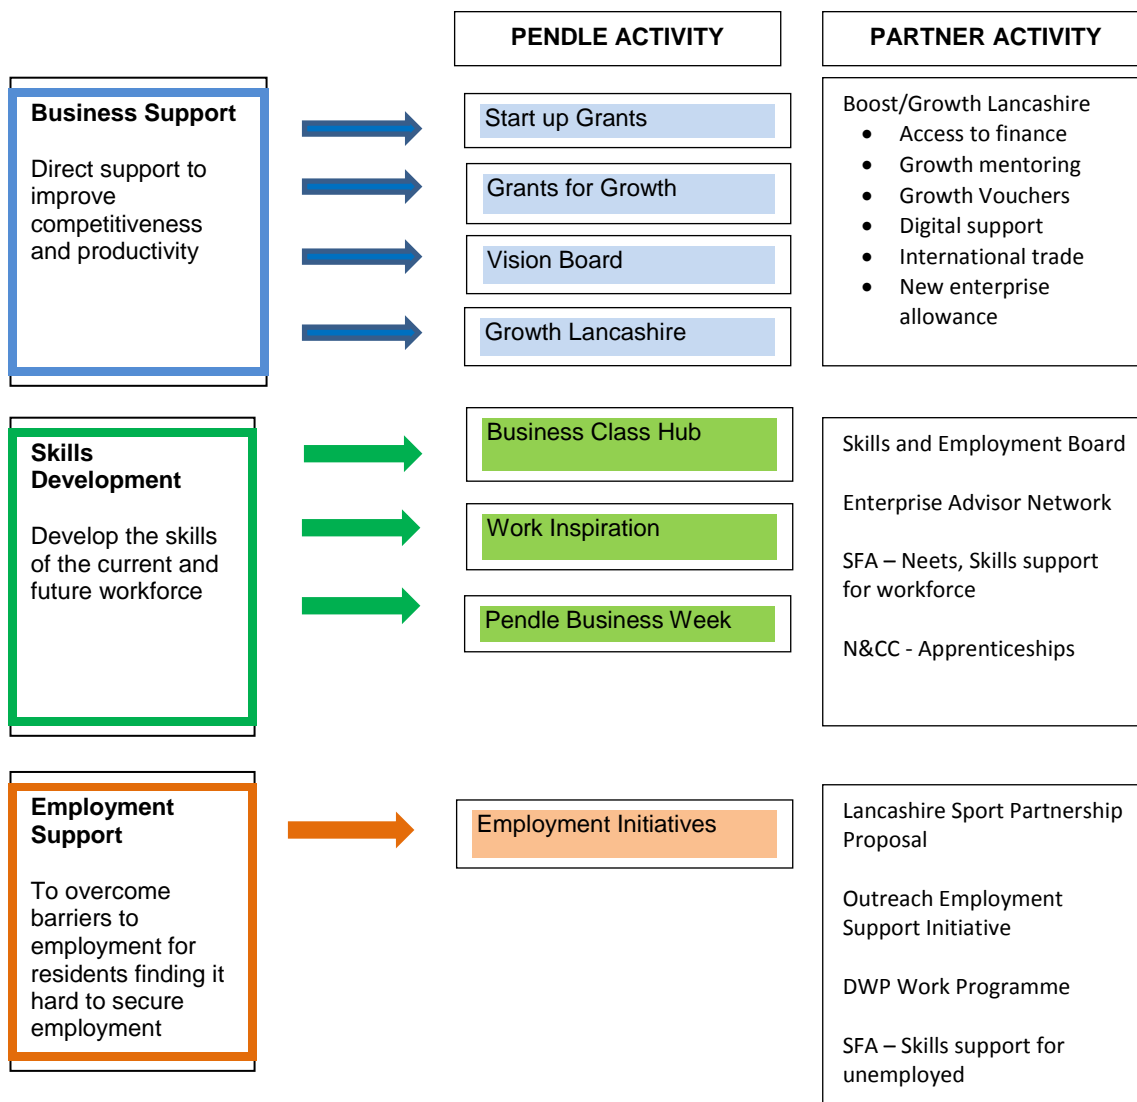 PENDLE ACTIVITY
PARTNER ACTIVITY
Business Support
Direct support to
improve
competitiveness
and productivity
Start up Grants
Grants for Growth
Vision Board
Growth Lancashire
Boost/Growth Lancashire
• Access to finance
• Growth mentoring
• Growth Vouchers
• Digital support
• International trade
• New enterprise
allowance
Skills
Development
Develop the skills
of the current and
future workforce
Business Class Hub
Work Inspiration
Pendle Business Week
Skills and Employment Board
Enterprise Advisor Network
SFA – Neets, Skills support
for workforce
N&CC - Apprenticeships
Employment
Support
To overcome
barriers to
employment for
residents finding it
hard to secure
employment
Employment Initiatives
Lancashire Sport Partnership
Proposal
Outreach Employment
Support Initiative
DWP Work Programme
SFA – Skills support for
unemployed